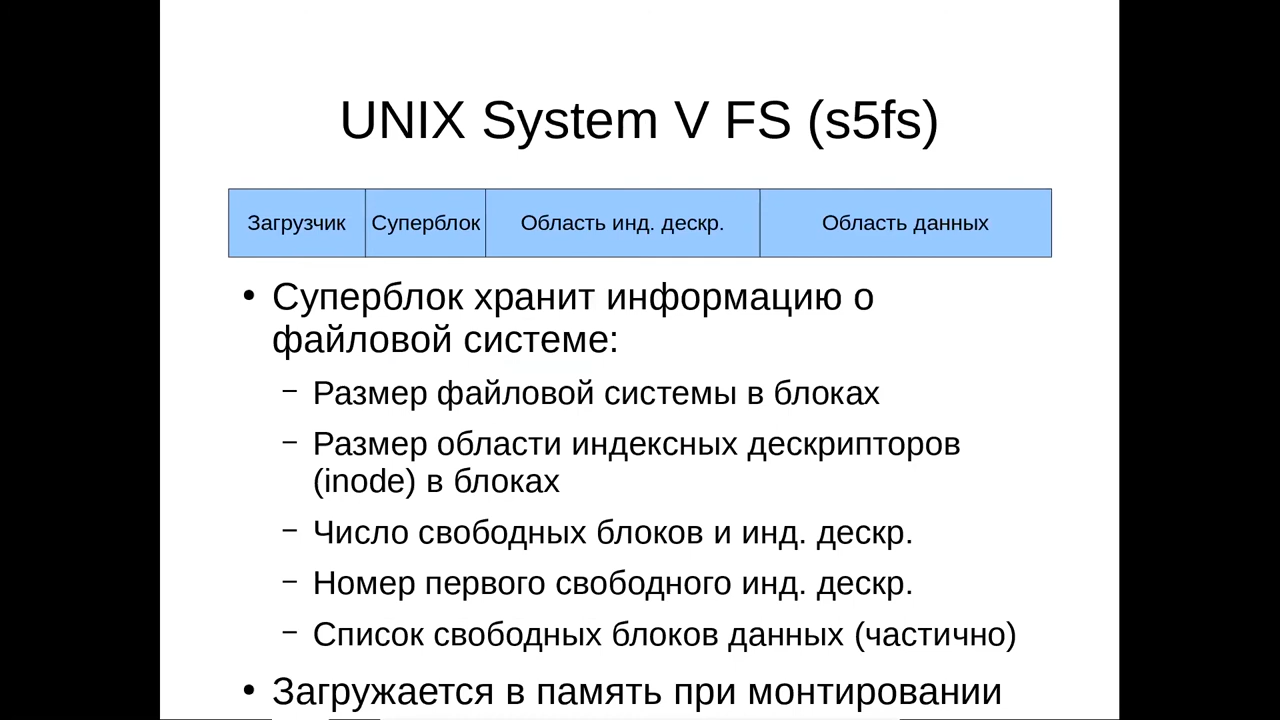 UNIX System V FS (s5fs)
Загрузчик Суперблок Область инд. дескр. Область данных
• Суперблок хранит информацию о
файловой системе:
– Размер файловой системы в блоках
– Размер области индексных дескрипторов
(inode) в блоках
– Число свободных блоков и инд. дескр.
– Номер первого свободного инд. дескр.
– Список свободных блоков данных (частично)
• Загружается в память при монтировании